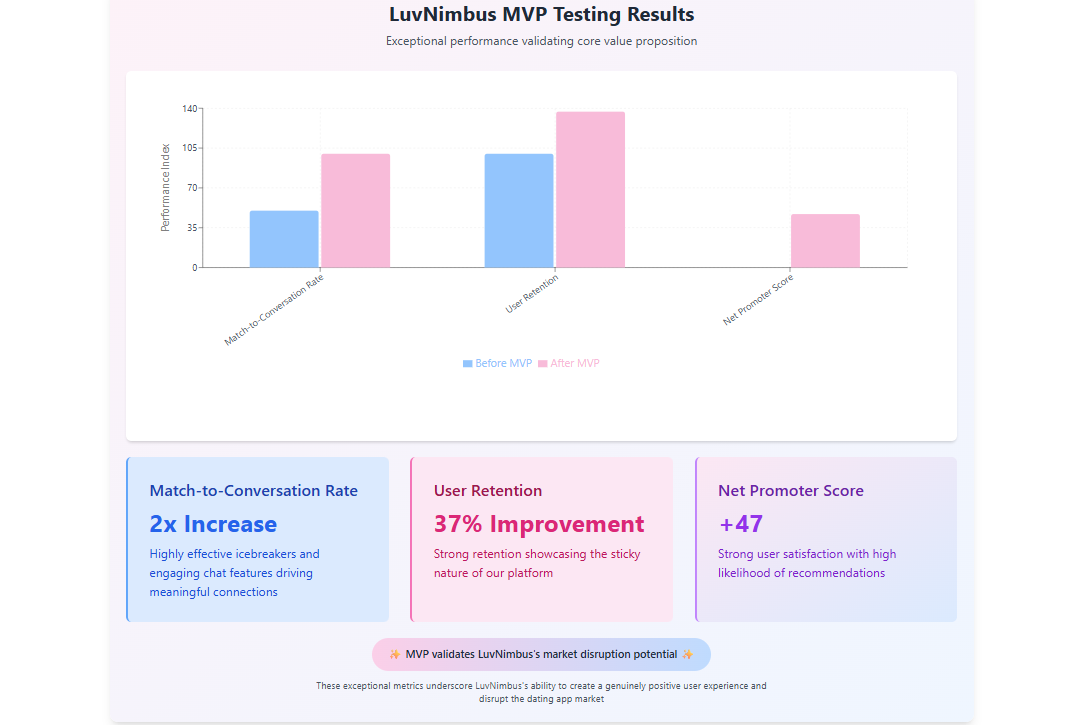 LuvNimbus MVP Testing Results
Exceptional performance validating core value proposition
140
105
70
35
0
Performance Index
Match-to-Conversation Rate
User Retention
Net Promoter Score
Before MVP After MVP
Match-to-Conversation Rate
2x Increase
Highly effective icebreakers and
engaging chat features driving
meaningful connections
User Retention
37% Improvement
Strong retention showcasing the sticky
nature of our platform
Net Promoter Score
+47
Strong user satisfaction with high
likelihood of recommendations
✨ MVP validates LuvNimbus's market disruption potential ✨
These exceptional metrics underscore LuvNimbus's ability to create a genuinely positive user experience and
disrupt the dating app market